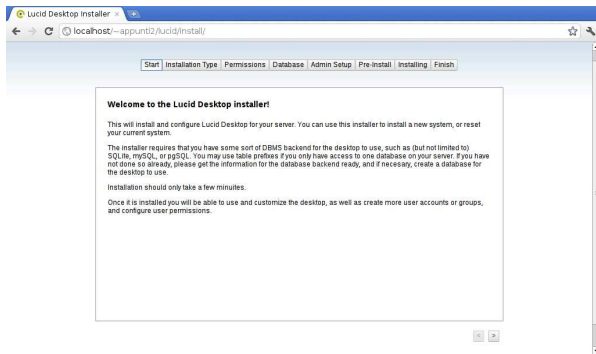 Lucid Desktop Installer
localhost/~appunti2/lucid/install/
Start Installation Type Permissions Database Admin Setup Pre-Install Installing Finish
Welcome to the Lucid Desktop installer!
This will install and configure Lucid Desktop for your server. You can use this installer to install a new system, or reset
your current system.
The installer requires that you have some sort of DBMS backend for the desktop to use, such as (but not limited to)
SQLite, mySQL, or pgSQL. You may use table prefixes if you only have access to one database on your server. If you have
not done so already, please get the information for the database backend ready, and if necesary, create a database for
the desktop to use.
Installation should only take a few minuites.
Once it is installed you will be able to use and customize the desktop, as well as create more user accounts or groups,
and configure user permissions.
< >